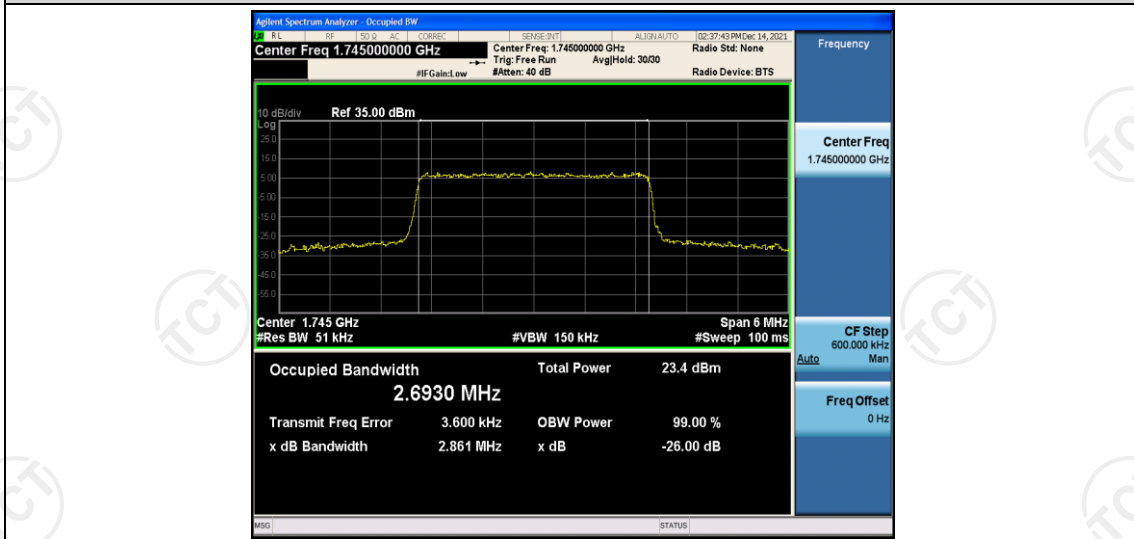 Agilent Spectrum Analyzer - Occupied BW
RL RF 50 Ω AC CORREC SENSE:INT ALIGNAUTO 02:37:43 PM Dec 14, 2021
Center Freq 1.745000000 GHz
Center Freq: 1.745000000 GHz
Radio Std: None
Trig: Free Run Avg|Hold: 30/30
#IFGain:Low
#Atten: 40 dB
Radio Device: BTS
Frequency
10 dB/div Ref 35.00 dBm
Log
25.0
15.0
5.00
-5.00
-15.0
-25.0
-35.0
-45.0
-55.0
Center 1.745 GHz Span 6 MHz
#Res BW 51 kHz #VBW 150 kHz #Sweep 100 ms
Center Freq
1.745000000 GHz
CF Step
600.000 kHz
Auto Man
Freq Offset
0 Hz
Occupied Bandwidth Total Power 23.4 dBm
2.6930 MHz
Transmit Freq Error 3.600 kHz OBW Power 99.00 %
x dB Bandwidth 2.861 MHz x dB -26.00 dB
MSG STATUS
TCT
TCT
TCT
TCT
TCT
TCT